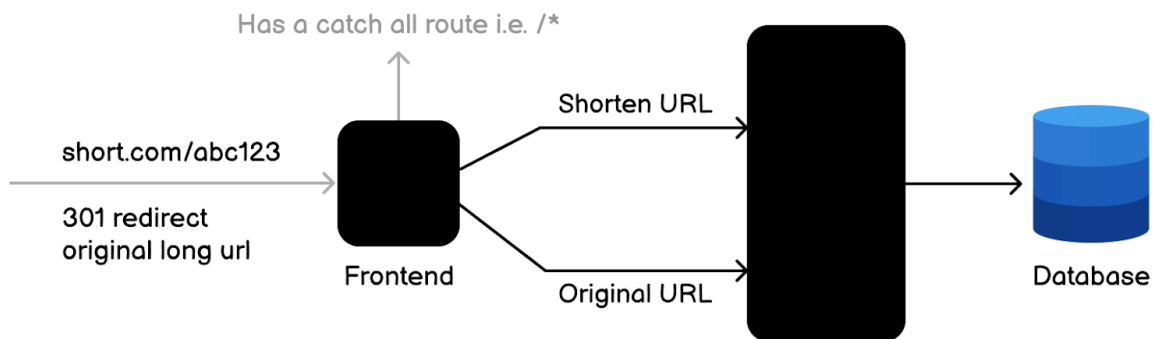 Has a catch all route i.e. /*
short.com/abc123
301 redirect
original long url
Frontend
Shorten URL
Original URL
Database